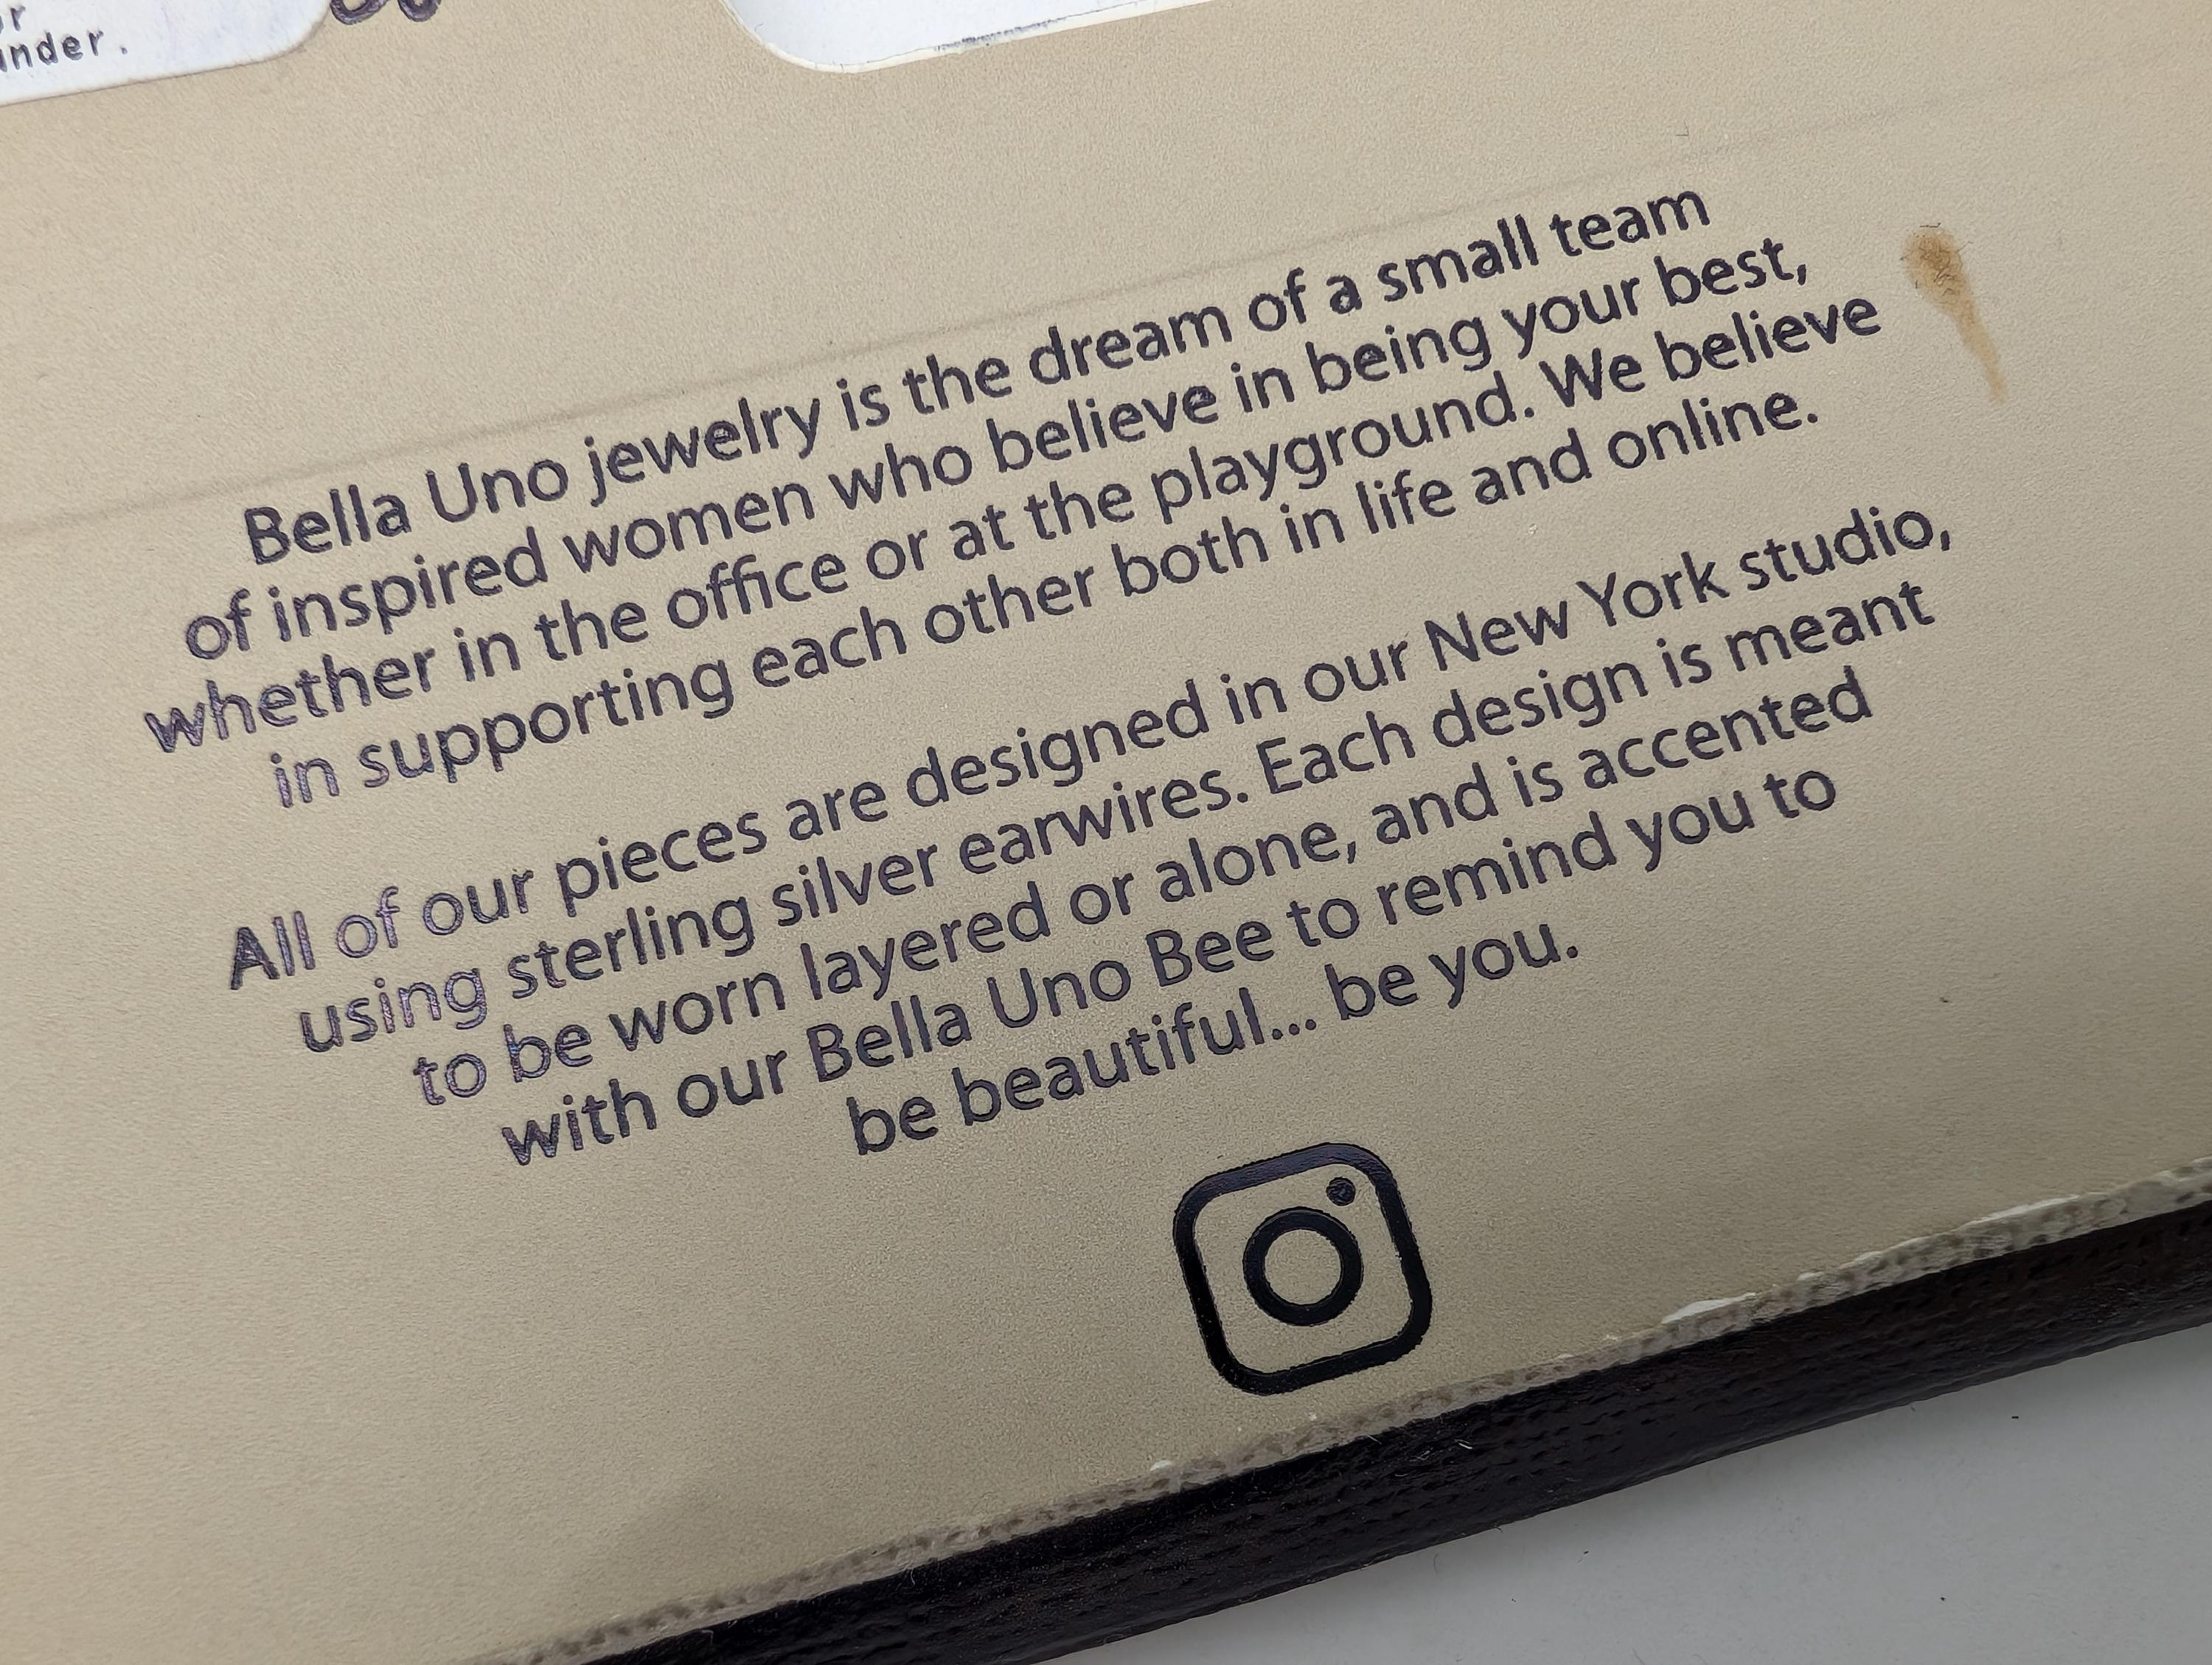 under.
Bella Uno jewelry is the dream of a small team
of inspired women who believe in being your best,
whether in the office or at the playground. We believe
in supporting each other both in life and online.
All of our pieces are designed in our New York studio,
using sterling silver earwires. Each design is meant
to be worn layered or alone, and is accented
with our Bella Uno Bee to remind you to
be beautiful... be you.